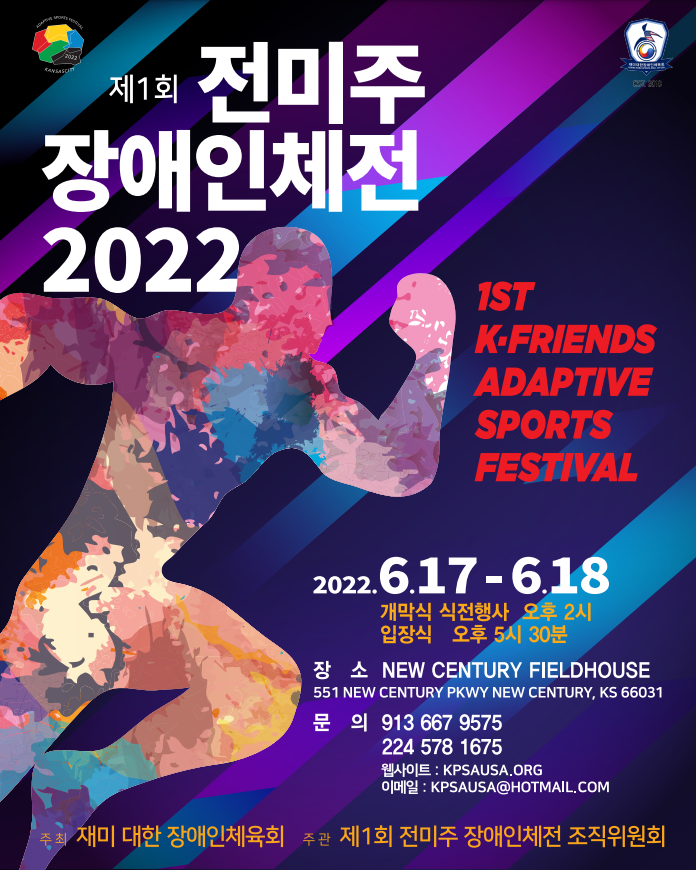 ADAPTIVE SPORTS FESTIVAL
2022
KANSASCITY
제1회 전미주
장애인체전
2022
1ST
K-FRIENDS
ADAPTIVE
SPORTS
FESTIVAL
2022.6.17-6.18
개막식 식전행사 오후 2시
입장식 오후 5시 30분
장 소 NEW CENTURY FIELDHOUSE
551 NEW CENTURY PKWY NEW CENTURY, KS 66031
문 의 913 667 9575
224 578 1675
웹사이트 : KPSAUSA.ORG
이메일 : KPSAUSA@HOTMAIL.COM
주최 재미 대한 장애인체육회 주관 제1회 전미주 장애인체전 조직위원회